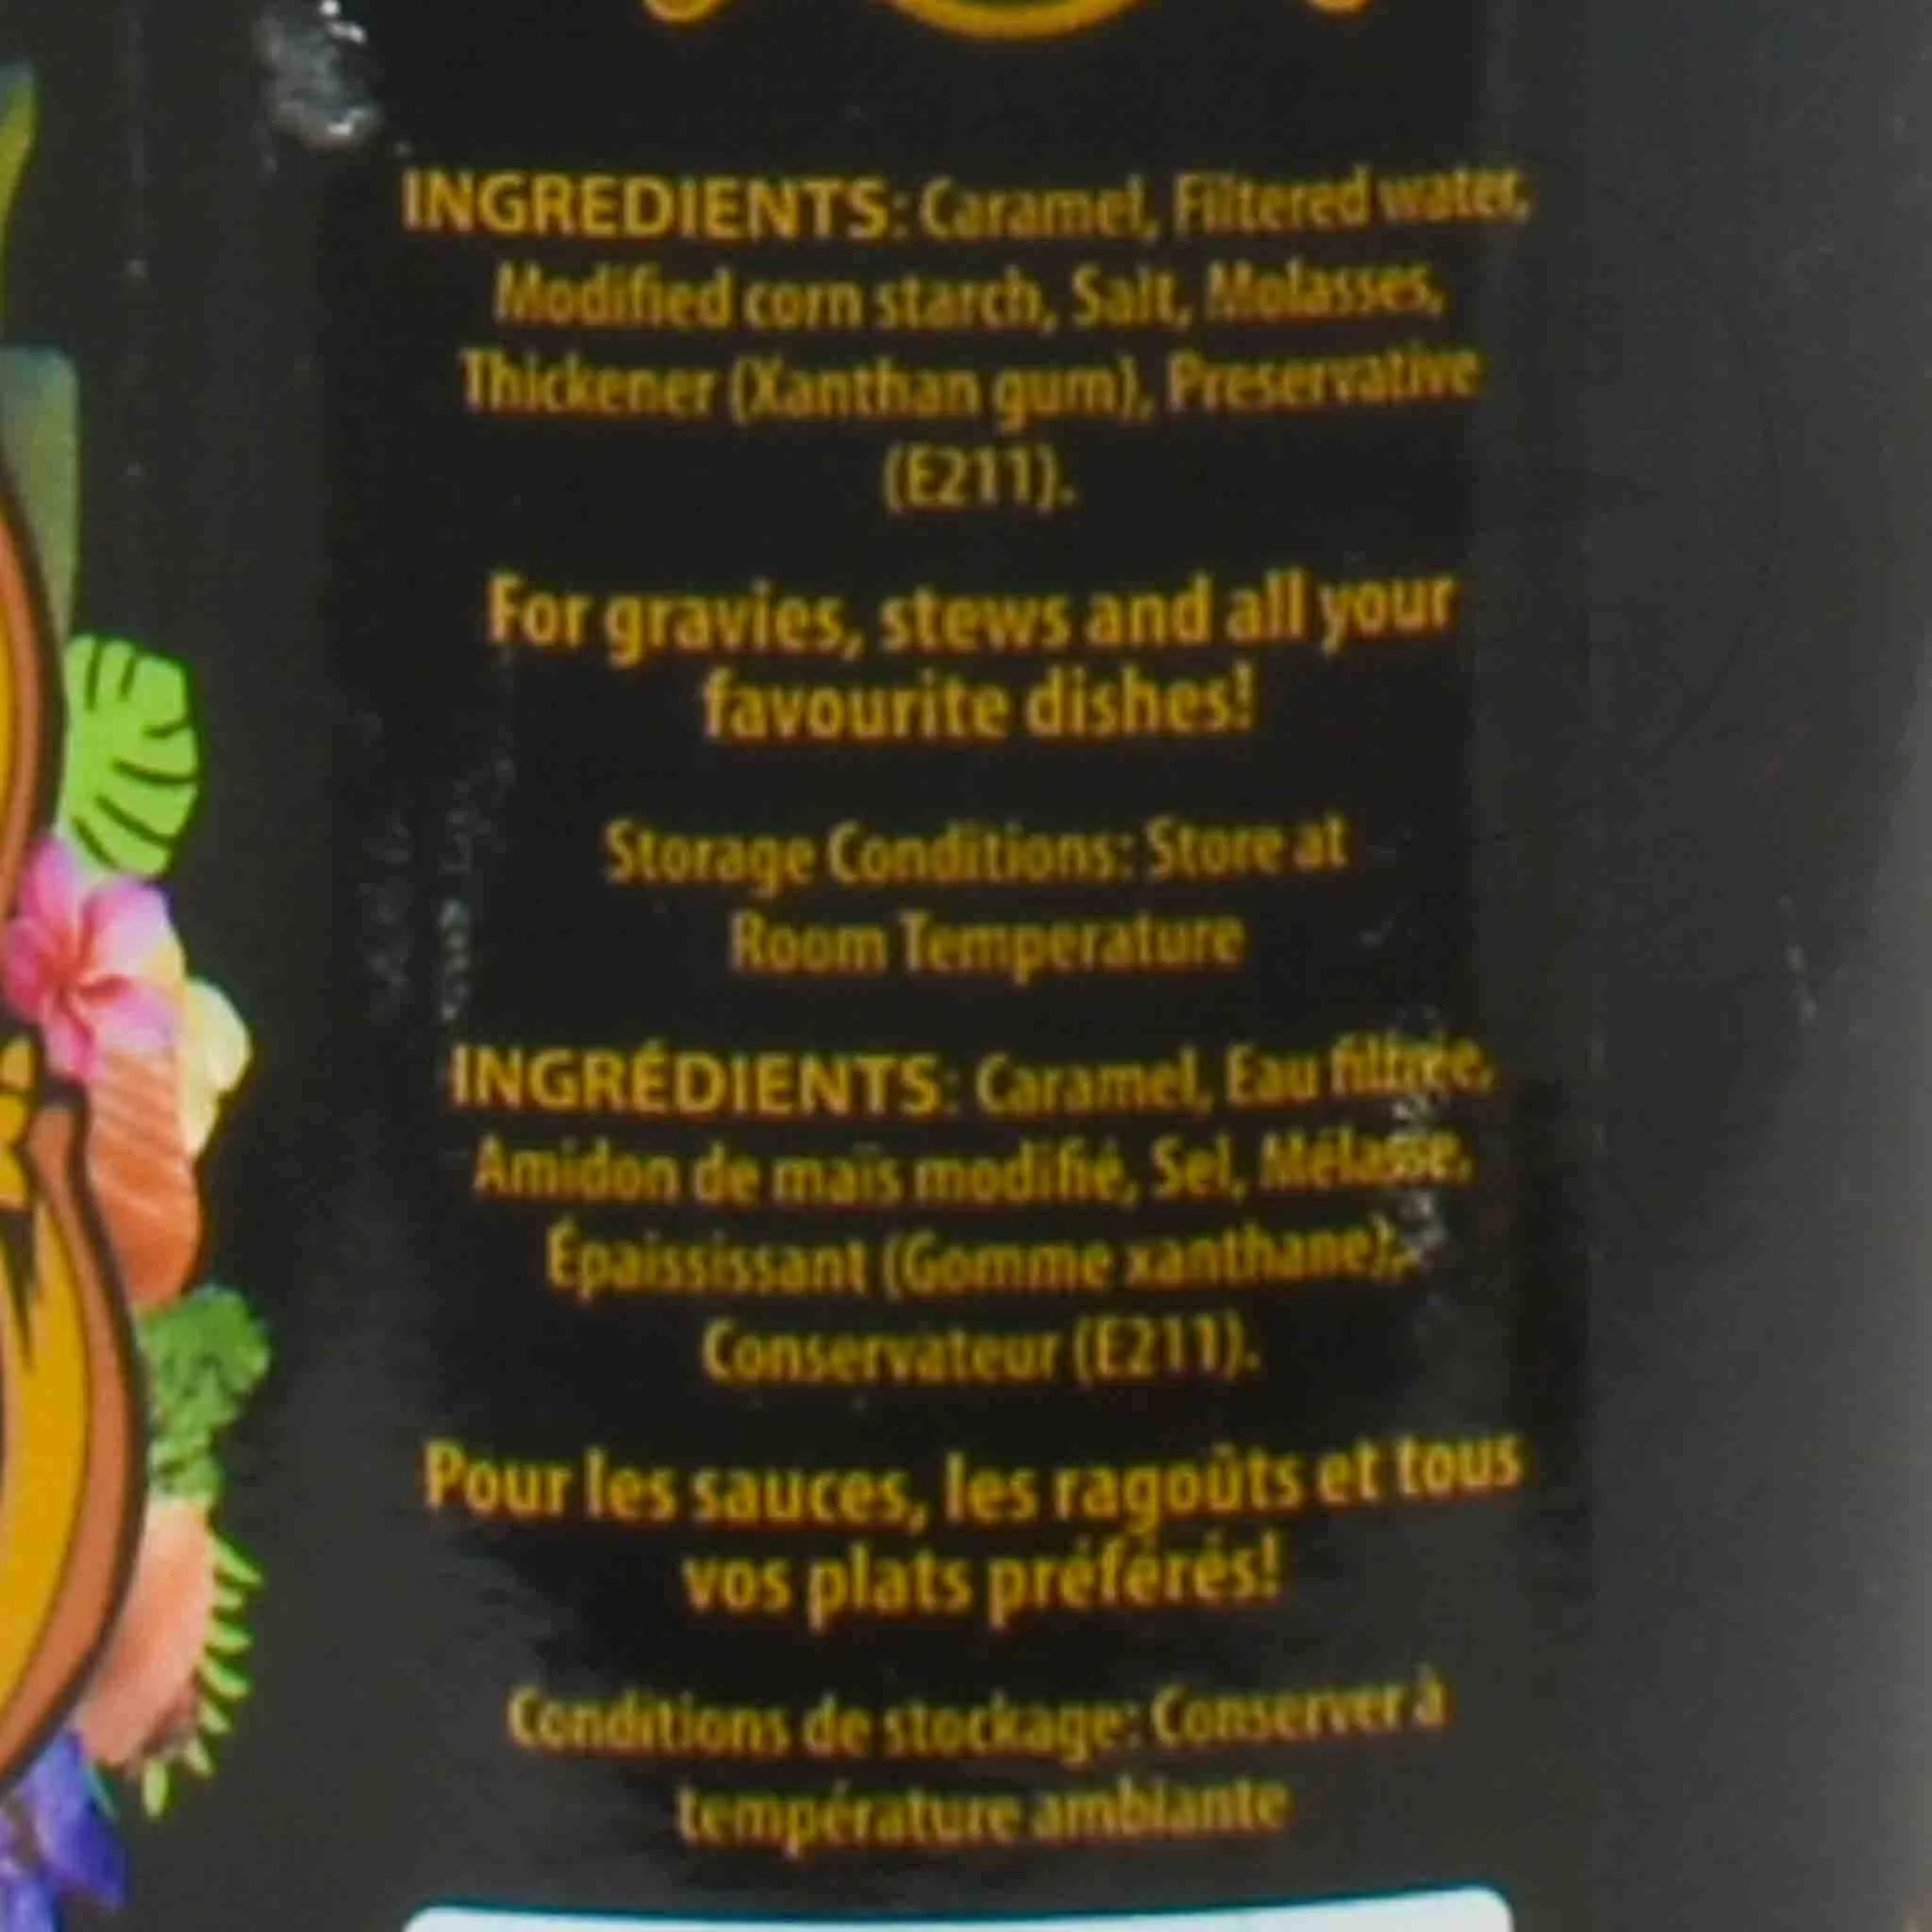 INGREDIENTS: Caramel, Filtered water,
Modified corn starch, Salt, Molasses,
Thickener (Xanthan gum), Preservative
(E211).
For gravies, stews and all your
favourite dishes!
Storage Conditions: Store at
Room Temperature
INGRÉDIENTS: Caramel, Eau filtrée,
Amidon de maïs modifié, Sel, Mélasse,
Épaississant (Gomme xanthane),
Conservateur (E211).
Pour les sauces, les ragoûts et tous
vos plats préférés!
Conditions de stockage: Conserver à
température ambiante